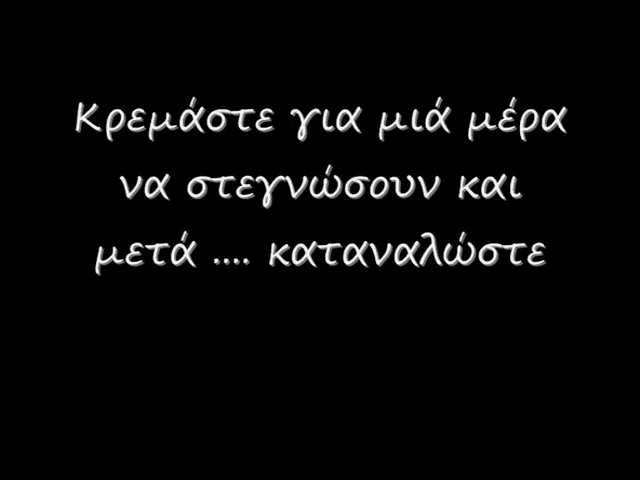 Κρεμάστε για μιά μέρα
να στεγνώσουν και
μετά .... καταναλώστε